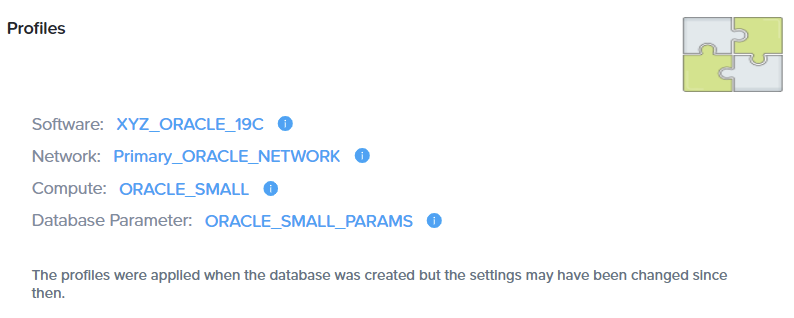 Profiles
Software: XYZ_ORACLE_19C
Network: Primary_ORACLE_NETWORK
Compute: ORACLE_SMALL
Database Parameter: ORACLE_SMALL_PARAMS
The profiles were applied when the database was created but the settings may have been changed since
then.